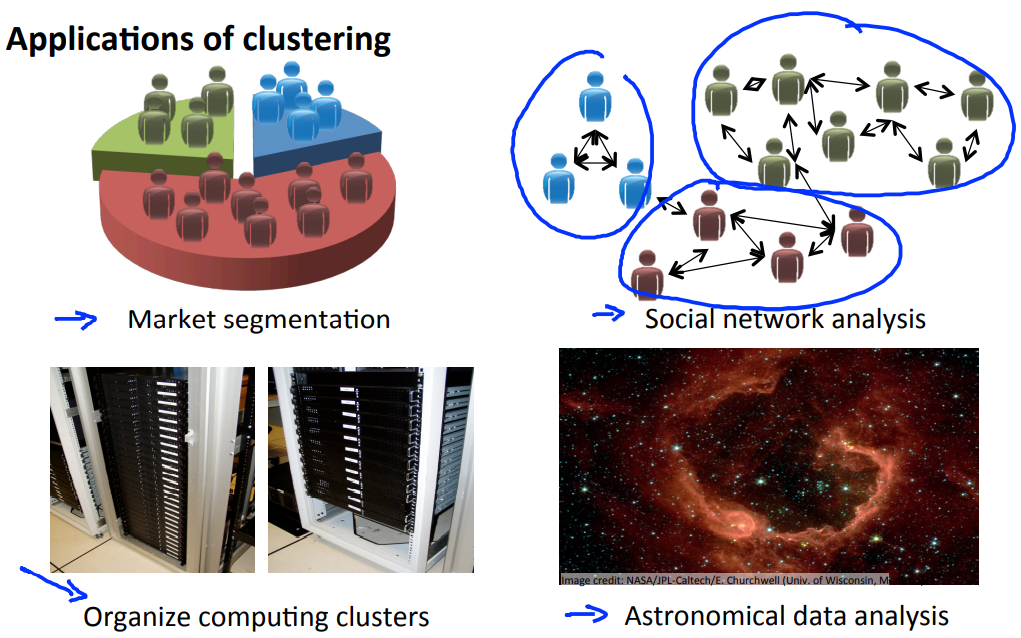 Applications of clustering
Market segmentation
Social network analysis
Organize computing clusters
Image credit: NASA/JPL-Caltech/E. Churchwell (Univ. of Wisconsin,
Astronomical data analysis